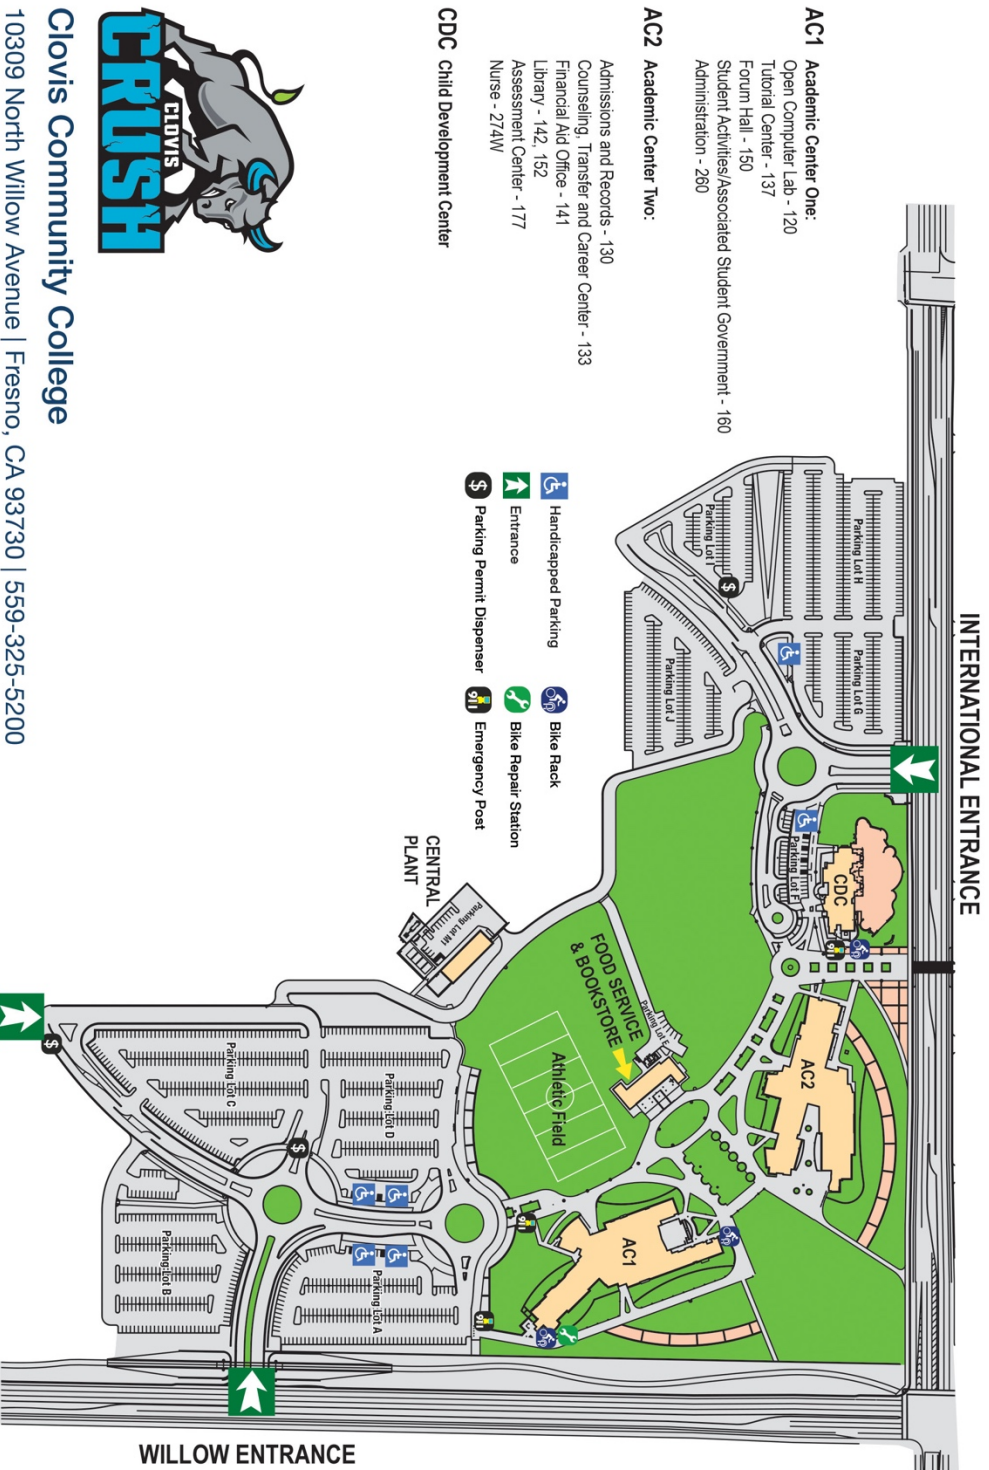 AC1 Academic Center One:
Open Computer Lab - 120
Tutorial Center - 137
Forum Hall - 150
Student Activities/Associated Student Government - 160
Administration - 260
AC2 Academic Center Two:
Admissions and Records - 130
Counseling, Transfer and Career Center - 133
Financial Aid Office - 141
Library - 142, 152
Assessment Center - 177
Nurse - 274W
CDC Child Development Center
CLOVIS
CRUSH
Clovis Community College
10309 North Willow Avenue | Fresno, CA 93730 | 559-325-5200
Handicapped Parking
Entrance
$ Parking Permit Dispenser
Bike Rack
Bike Repair Station
911 Emergency Post
INTERNATIONAL ENTRANCE
Parking Lot H
Parking Lot G
Parking Lot I
$
Parking Lot J
Parking Lot F
CDC
911
AC2
FOOD SERVICE
& BOOKSTORE
Parking Lot E
Athletic Field
CENTRAL
PLANT
Parking Lot M1
AC1
911
911
Parking Lot D
Parking Lot C
$
$
Parking Lot A
Parking Lot B
WILLOW ENTRANCE